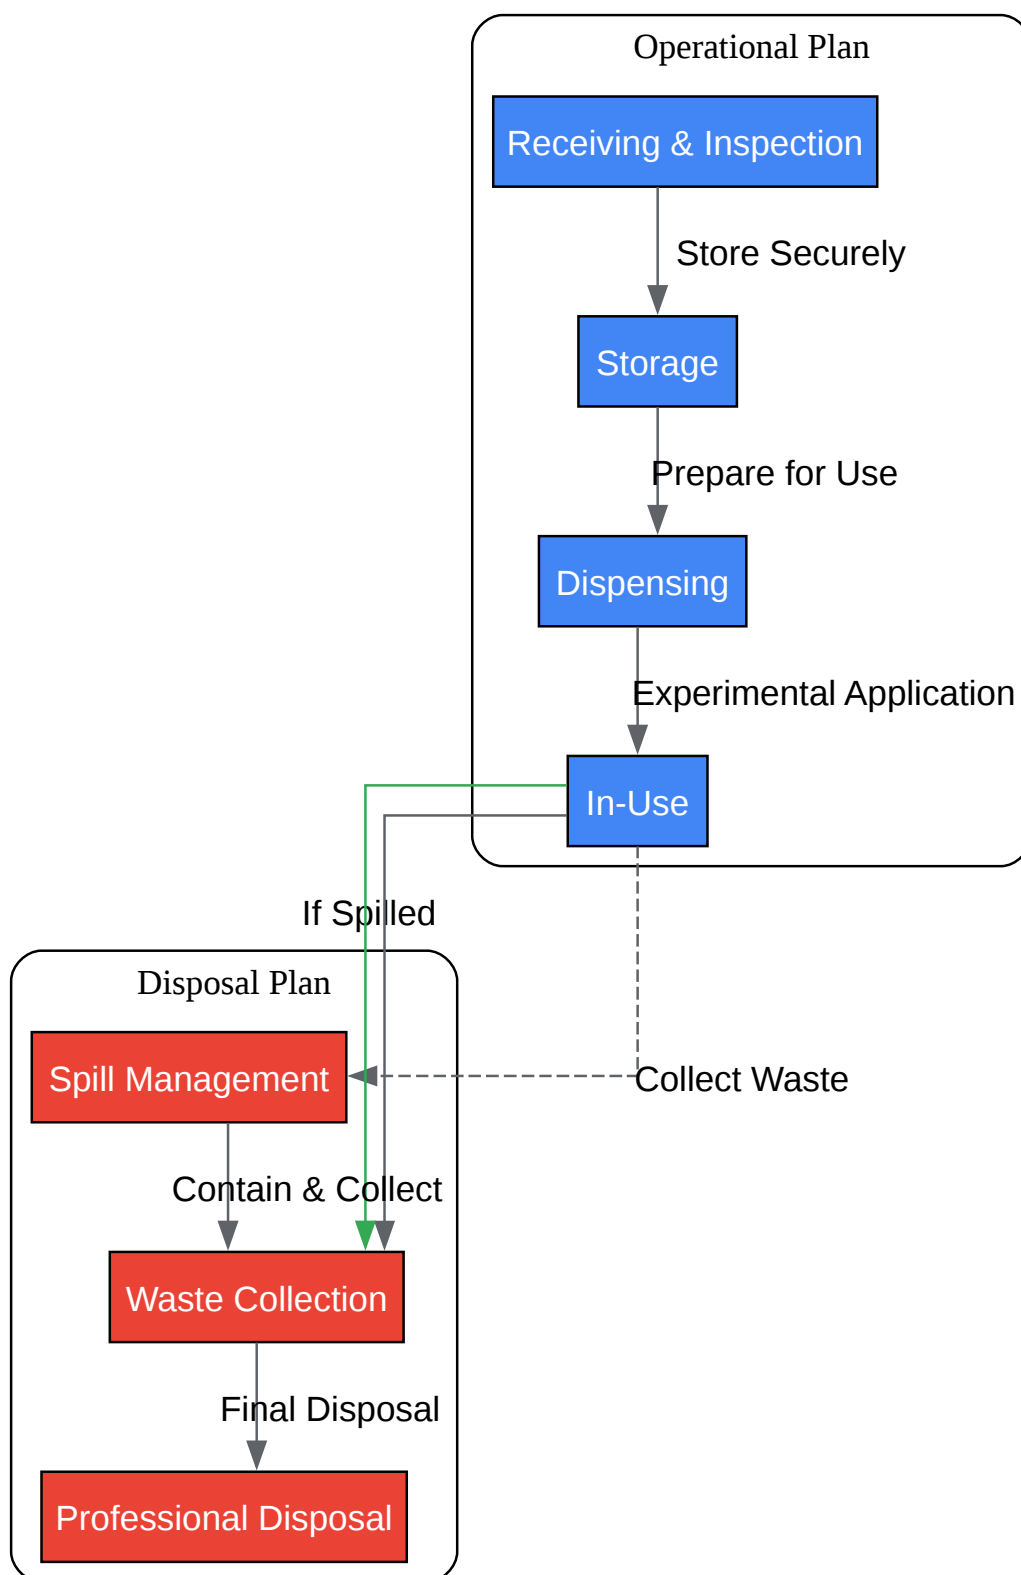 Operational Plan
Receiving & Inspection
Store Securely
Storage
Prepare for Use
Dispensing
Experimental Application
In-Use
If Spilled
Disposal Plan
Spill Management
Collect Waste
Contain & Collect
Waste Collection
Final Disposal
Professional Disposal